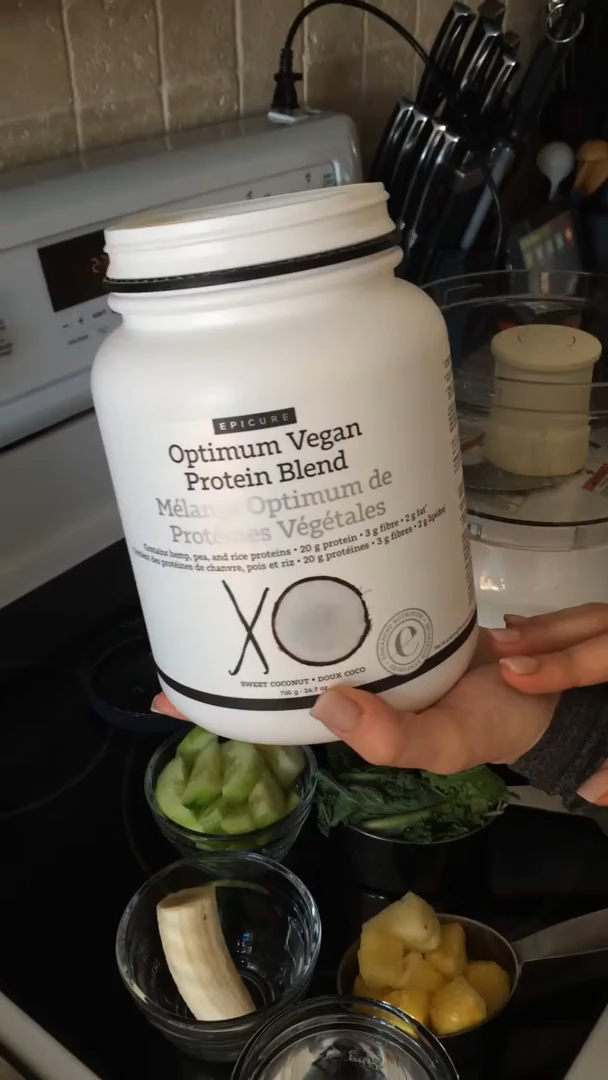 EPICURE
Optimum Vegan
Protein Blend
Mélange Optimum de
Protéines Végétales
Contains hemp, pea, and rice proteins • 20 g protein • 3 g fibre • 2 g fat
Contient des protéines de chanvre, pois et riz • 20 g protéines • 3 g fibres • 2 g lipides
XO
e
SWEET COCONUT • DOUX COCO
700 g • 24.7 oz